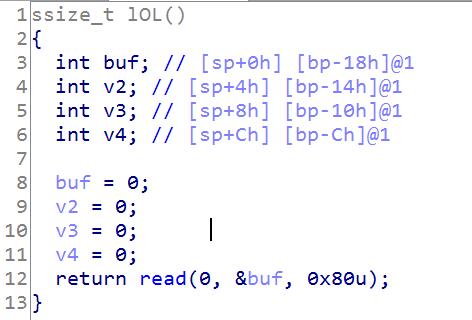 1 ssize_t lOL()
2 {
3   int buf; // [sp+0h] [bp-18h]@1
4   int v2; // [sp+4h] [bp-14h]@1
5   int v3; // [sp+8h] [bp-10h]@1
6   int v4; // [sp+Ch] [bp-Ch]@1
7
8   buf = 0;
9   v2 = 0;
10   v3 = 0;
11   v4 = 0;
12   return read(0, &buf, 0x80u);
13 }